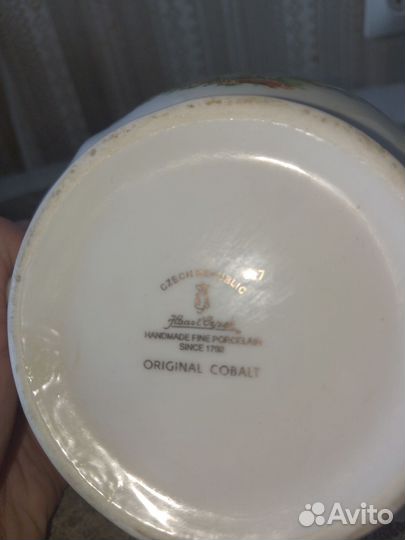 CZECH REPUBLIC
HANDMADE FINE PORCELAIN
SINCE 1792
ORIGINAL COBALT
Avito